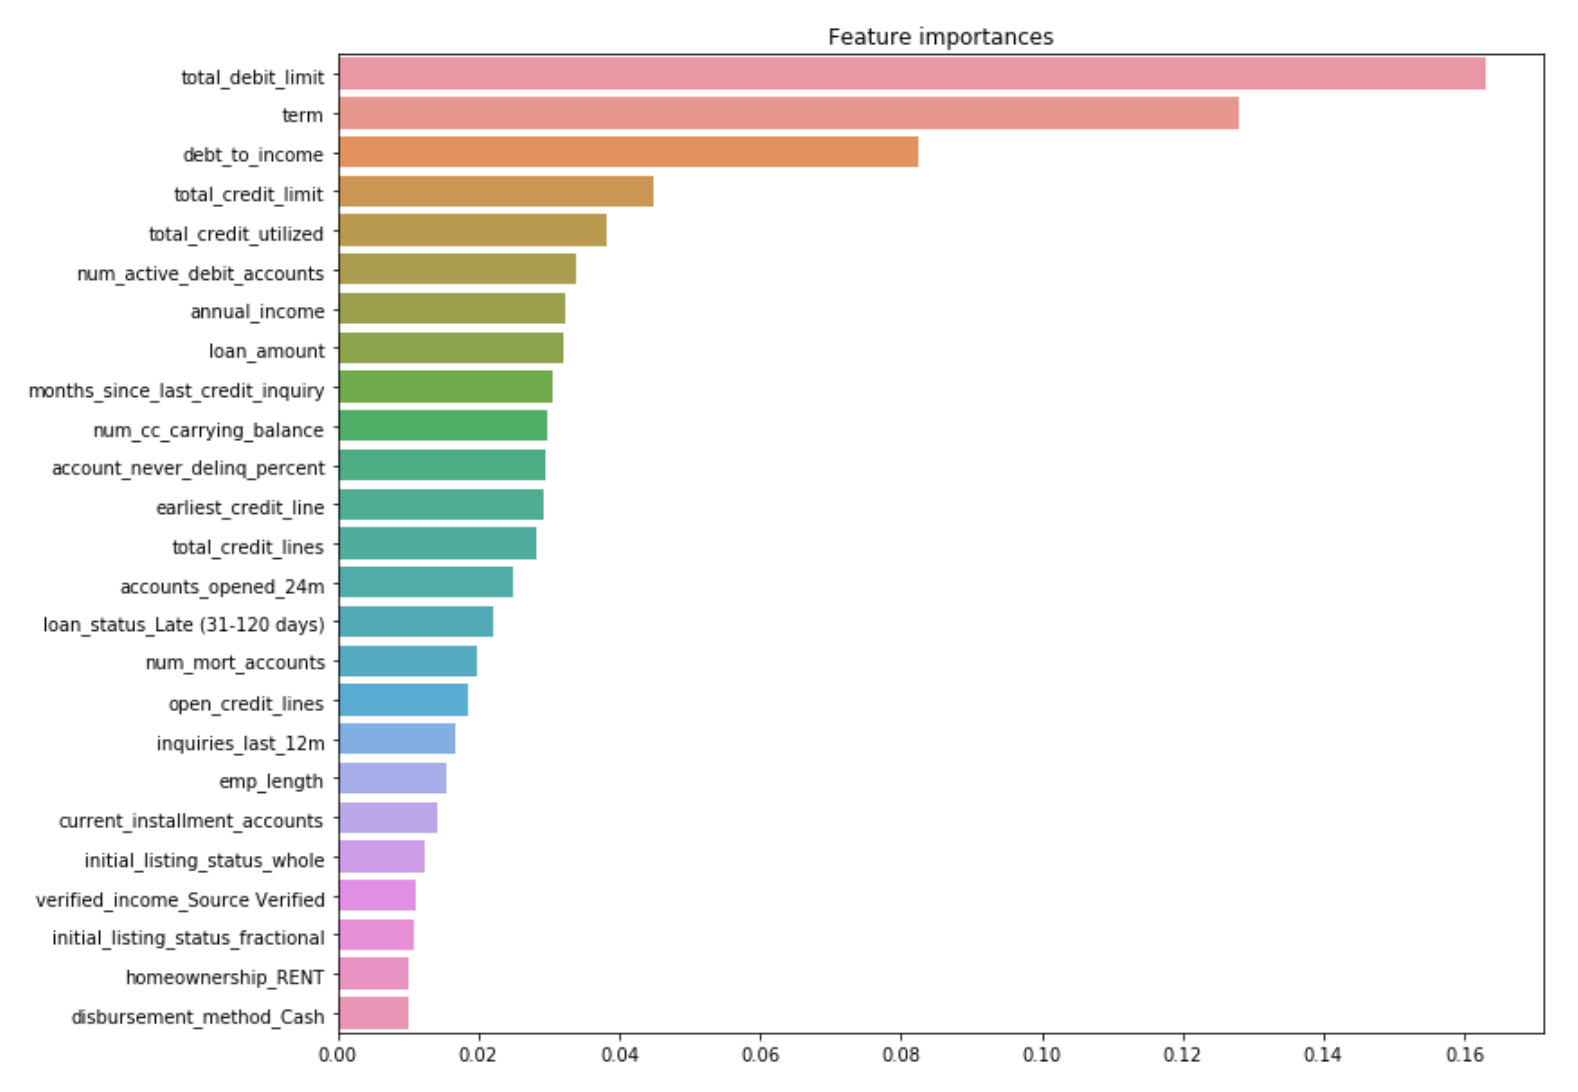 Feature importances
total_debit_limit
term
debt_to_income
total_credit_limit
total_credit_utilized
num_active_debit_accounts
annual_income
loan_amount
months_since_last_credit_inquiry
num_cc_carrying_balance
account_never_delinq_percent
earliest_credit_line
total_credit_lines
accounts_opened_24m
loan_status_Late (31-120 days)
num_mort_accounts
open_credit_lines
inquiries_last_12m
emp_length
current_installment_accounts
initial_listing_status_whole
verified_income_Source Verified
initial_listing_status_fractional
homeownership_RENT
disbursement_method_Cash
0.00 0.02 0.04 0.06 0.08 0.10 0.12 0.14 0.16